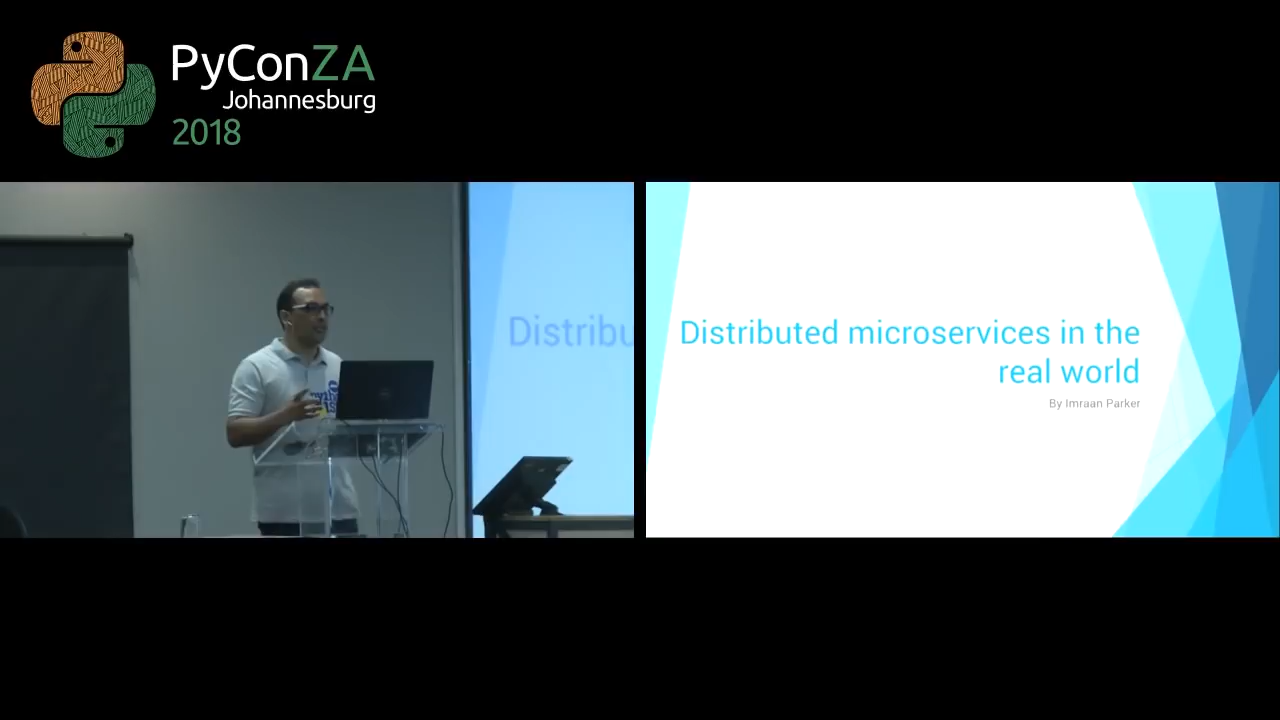 PyConZA
Johannesburg
2018
Distribu
Distributed microservices in the
real world
By Imraan Parker